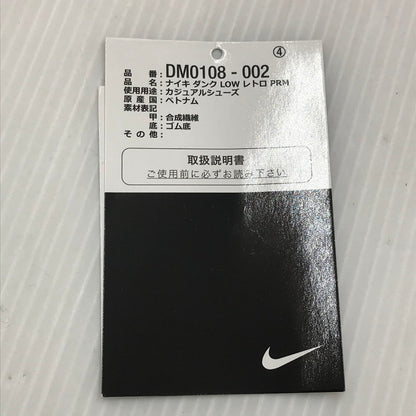 ④
品番：DM0108 - 002
品名：ナイキ ダンク LOW レトロ PRM
使用用途：カジュアルシューズ
原産国：ベトナム
素材表記
甲：合成繊維
底：ゴム底
その他：
取扱説明書
ご使用前に必ずお読み下さい